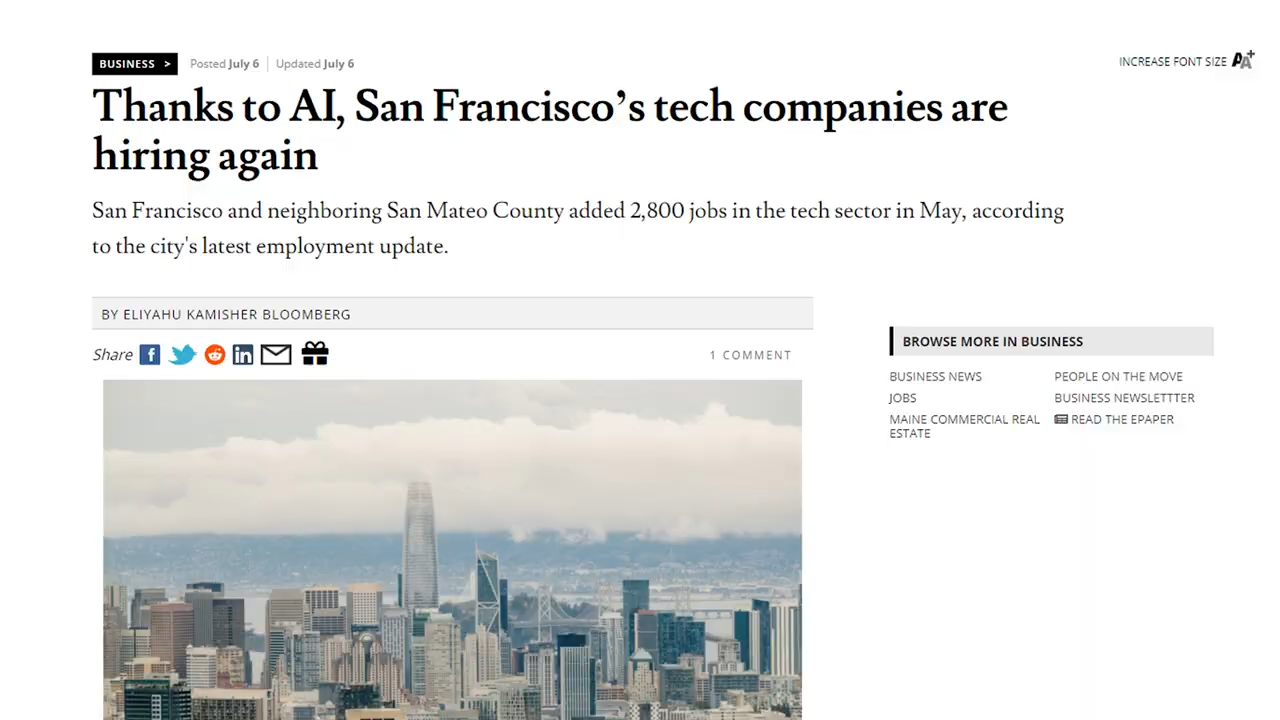 BUSINESS >
Posted July 6
Updated July 6
INCREASE FONT SIZE AA+
Thanks to AI, San Francisco’s tech companies are
hiring again
San Francisco and neighboring San Mateo County added 2,800 jobs in the tech sector in May, according
to the city's latest employment update.
BY ELIYAHU KAMISHER BLOOMBERG
Share
1 COMMENT
BROWSE MORE IN BUSINESS
BUSINESS NEWS
PEOPLE ON THE MOVE
JOBS
BUSINESS NEWSLETTTER
MAINE COMMERCIAL REAL
ESTATE
READ THE EPAPER